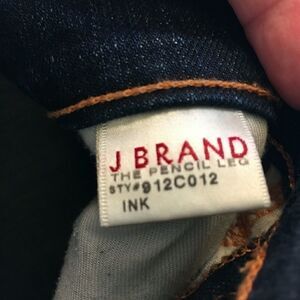 J BRAND
THE PENCIL LEG
STY#912C012
INK